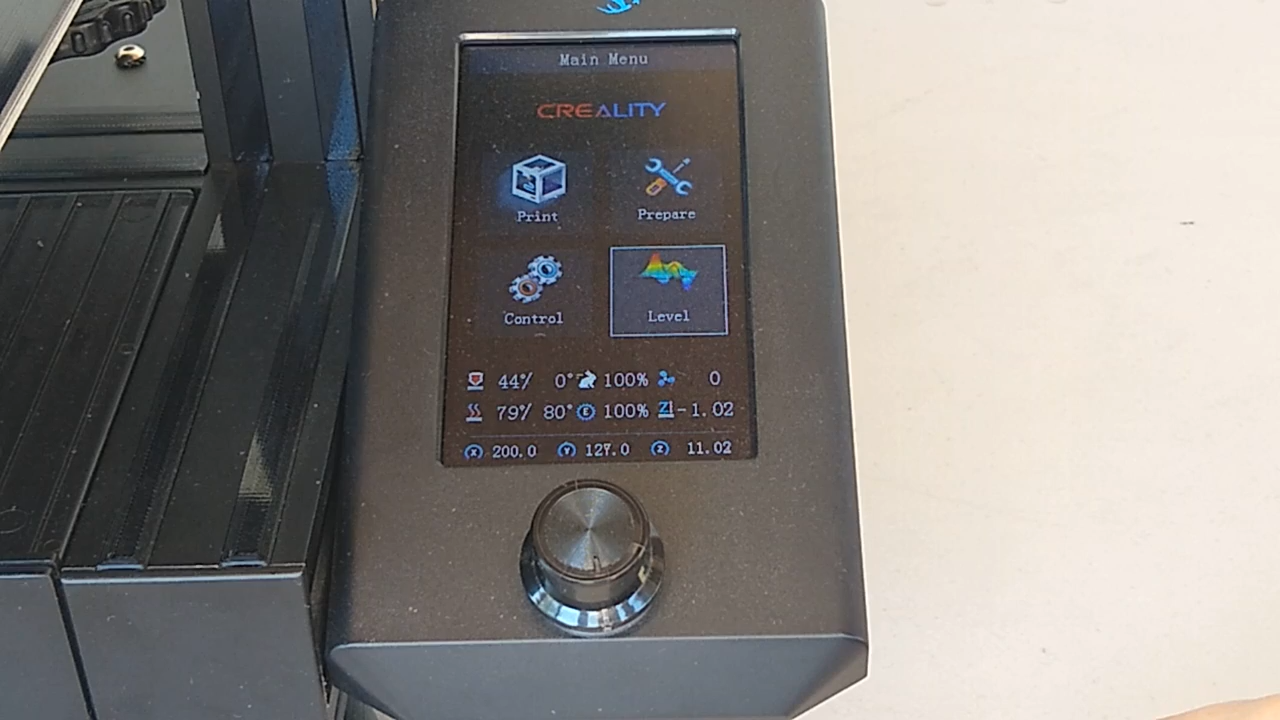 Main Menu
CREALITY
Print Prepare
Control Level
44°/ 0° 100% 0
79°/ 80° E 100% Z -1.02
X 200.0 Y 127.0 Z 11.02